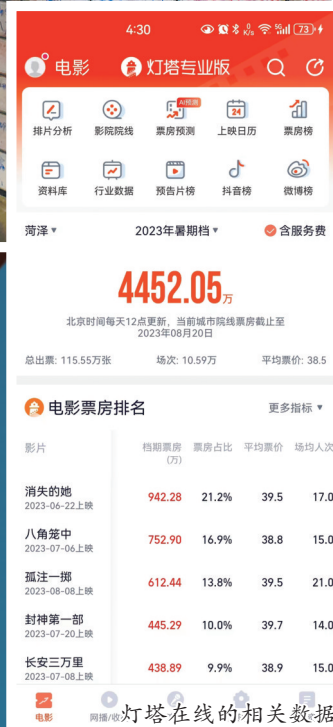 4:30
73
电影
灯塔专业版
AI预测
排片分析
影院院线
票房预测
上映日历
票房榜
资料库
行业数据
预告片榜
抖音榜
微博榜
菏泽
2023年暑期档
含服务费
4452.05万
北京时间每天12点更新，当前城市院线票房截止至
2023年08月20日
总出票: 115.55万张
场次: 10.59万
平均票价: 38.5
电影票房排名
更多指标
影片
档期票房
(万)
票房占比
平均票价
场均人次
消失的她
2023-06-22上映
942.28
21.2%
39.5
17.0
八角笼中
2023-07-06上映
752.90
16.9%
38.8
15.0
孤注一掷
2023-08-08上映
612.44
13.8%
39.5
21.0
封神第一部
2023-07-20上映
445.29
10.0%
39.7
14.0
长安三万里
2023-07-08上映
438.89
9.9%
38.9
15.0
电影
网播/收
灯塔在线的相关数据